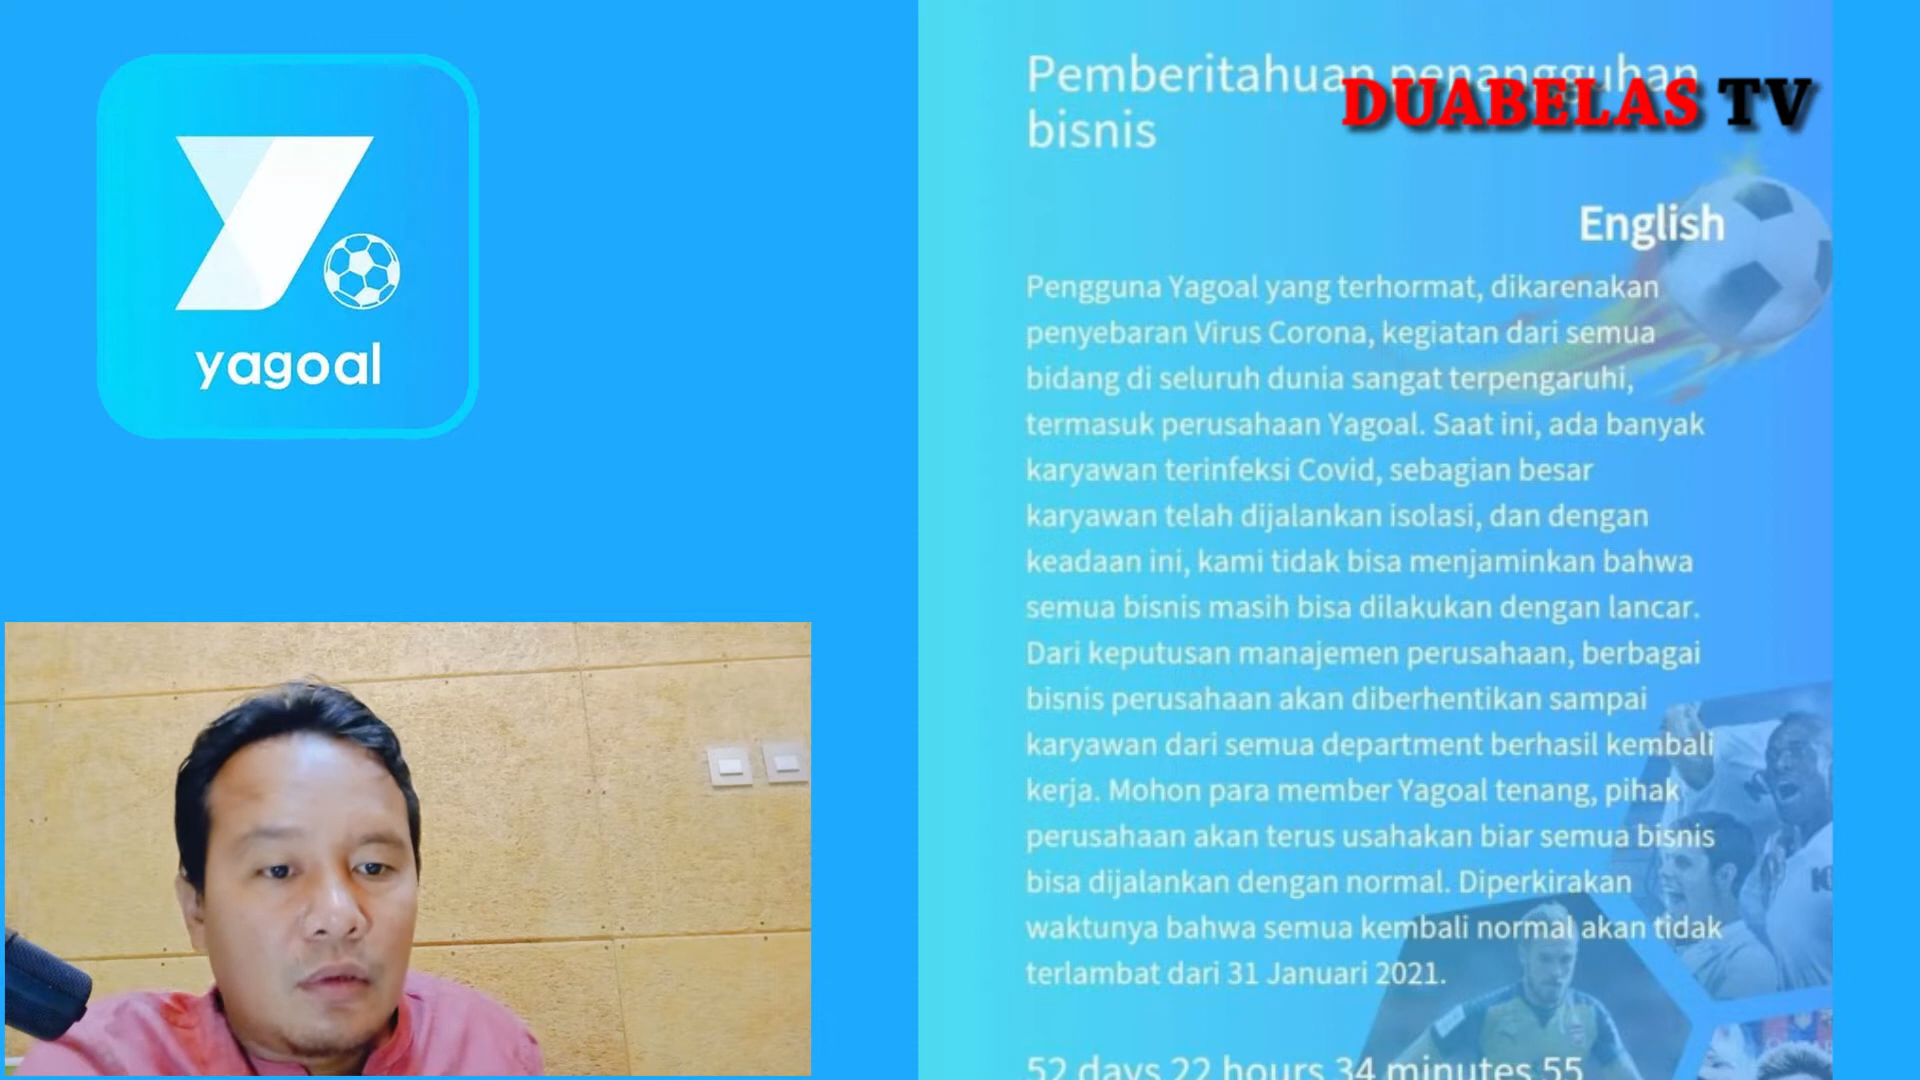 yagoal
Pemberitahuan penangguhan
bisnis
DUABELAS TV
English
Pengguna Yagoal yang terhormat, dikarenakan
penyebaran Virus Corona, kegiatan dari semua
bidang di seluruh dunia sangat terpengaruhi,
termasuk perusahaan Yagoal. Saat ini, ada banyak
karyawan terinfeksi Covid, sebagian besar
karyawan telah dijalankan isolasi, dan dengan
keadaan ini, kami tidak bisa menjaminkan bahwa
semua bisnis masih bisa dilakukan dengan lancar.
Dari keputusan manajemen perusahaan, berbagai
bisnis perusahaan akan diberhentikan sampai
karyawan dari semua department berhasil kembali
kerja. Mohon para member Yagoal tenang, pihak
perusahaan akan terus usahakan biar semua bisnis
bisa dijalankan dengan normal. Diperkirakan
waktunya bahwa semua kembali normal akan tidak
terlambat dari 31 Januari 2021.
52 days 22 hours 34 minutes 55